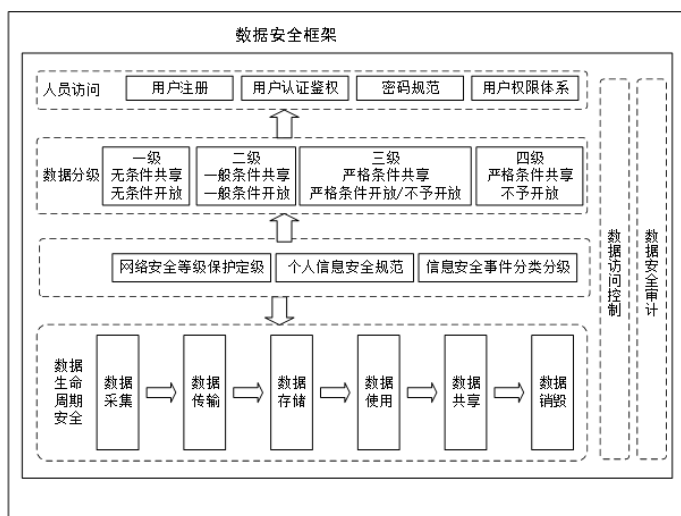 数据安全框架
人员访问
用户注册
用户认证鉴权
密码规范
用户权限体系
数据分级
一级
无条件共享
无条件开放
二级
一般条件共享
一般条件开放
三级
严格条件共享
严格条件开放/不予开放
四级
严格条件共享
不予开放
网络安全等级保护定级
个人信息安全规范
信息安全事件分类分级
数据
生命
周期
安全
数据
采集
数据
传输
数据
存储
数据
使用
数据
共享
数据
销毁
数据访问控制
数据安全审计